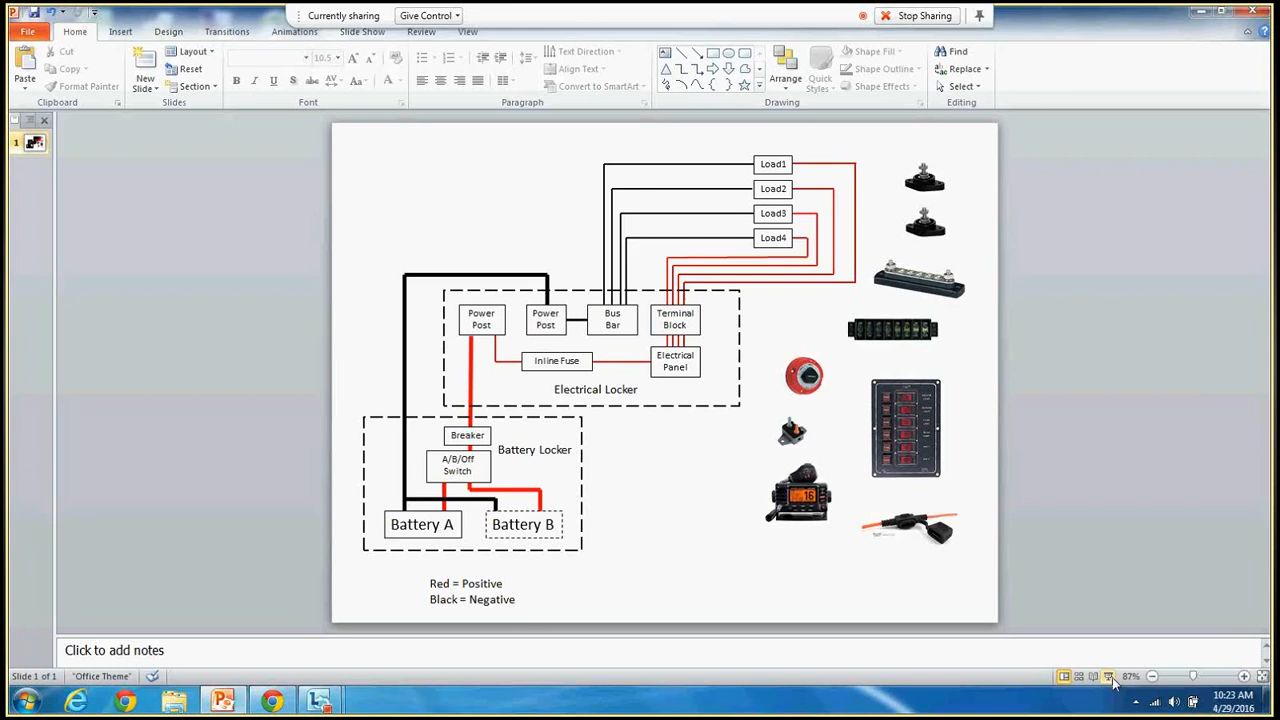 Currently sharing
Give Control
Stop Sharing
File
Home
Insert
Design
Transitions
Animations
Slide Show
Review
View
Paste
Cut
Copy
Format Painter
Clipboard
New
Slide
Layout
Reset
Section
Slides
10.5
Font
Text Direction
Align Text
Convert to SmartArt
Paragraph
Arrange
Quick
Styles
Shape Fill
Shape Outline
Shape Effects
Drawing
Find
Replace
Select
Editing
1
Load1
Load2
Load3
Load4
Power
Post
Power
Post
Bus
Bar
Terminal
Block
Inline Fuse
Electrical
Panel
Electrical Locker
Breaker
Battery Locker
A/B/Off
Switch
Battery A
Battery B
16
Red = Positive
Black = Negative
Click to add notes
Slide 1 of 1
"Office Theme"
87%
10:23 AM
4/29/2016